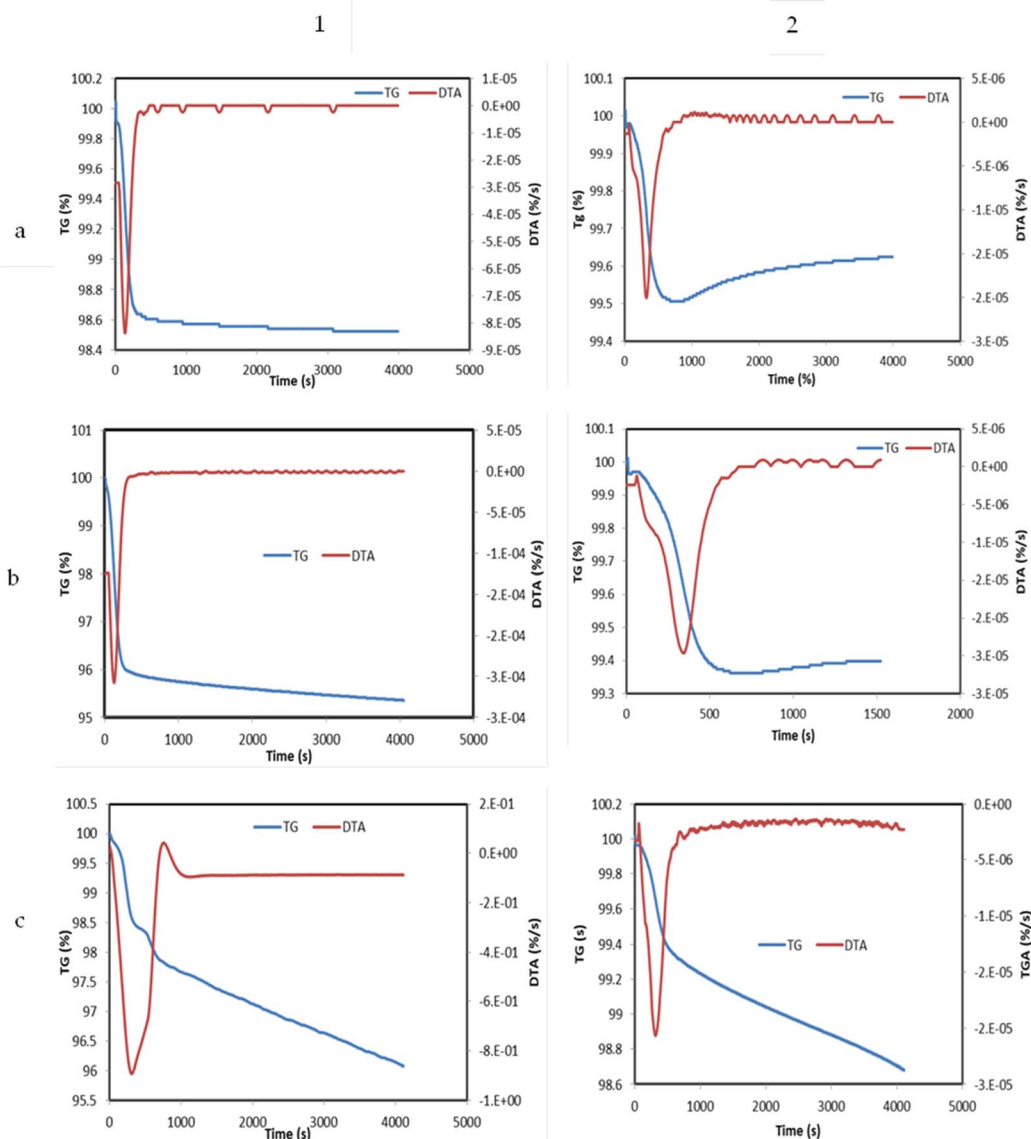 1
2
a
100.2
100
99.8
99.6
99.4
99.2
99
98.8
98.6
98.4
TG (%)
TG DTA
1.E-05
0.E+00
-1.E-05
-2.E-05
-3.E-05
-4.E-05
-5.E-05
-6.E-05
-7.E-05
-8.E-05
-9.E-05
DTA (%/s)
0 1000 2000 3000 4000 5000
Time (s)
100.1
100
99.9
99.8
99.7
99.6
99.5
99.4
Tg (%)
TG DTA
5.E-06
0.E+00
-5.E-06
-1.E-05
-2.E-05
-2.E-05
-3.E-05
DTA (%/s)
0 1000 2000 3000 4000 5000
Time (%)
b
101
100
99
98
97
96
95
TG (%)
TG DTA
5.E-05
0.E+00
-5.E-05
-1.E-04
-2.E-04
-2.E-04
-3.E-04
-3.E-04
DTA (%/s)
0 1000 2000 3000 4000 5000
Time (s)
100.1
100
99.9
99.8
99.7
99.6
99.5
99.4
99.3
TG (%)
TG DTA
5.E-06
0.E+00
-5.E-06
-1.E-05
-2.E-05
-2.E-05
-3.E-05
-3.E-05
DTA (%/s)
0 500 1000 1500 2000
Time (s)
c
100.5
100
99.5
99
98.5
98
97.5
97
96.5
96
95.5
TG (%)
TG DTA
2.E-01
0.E+00
-2.E-01
-4.E-01
-6.E-01
-8.E-01
-1.E+00
DTA (%/s)
0 1000 2000 3000 4000 5000
Time (s)
100.2
100
99.8
99.6
99.4
99.2
99
98.8
98.6
TG (s)
TG DTA
0.E+00
-5.E-06
-1.E-05
-2.E-05
-2.E-05
-3.E-05
TGA (%/s)
0 1000 2000 3000 4000 5000
Time (s)